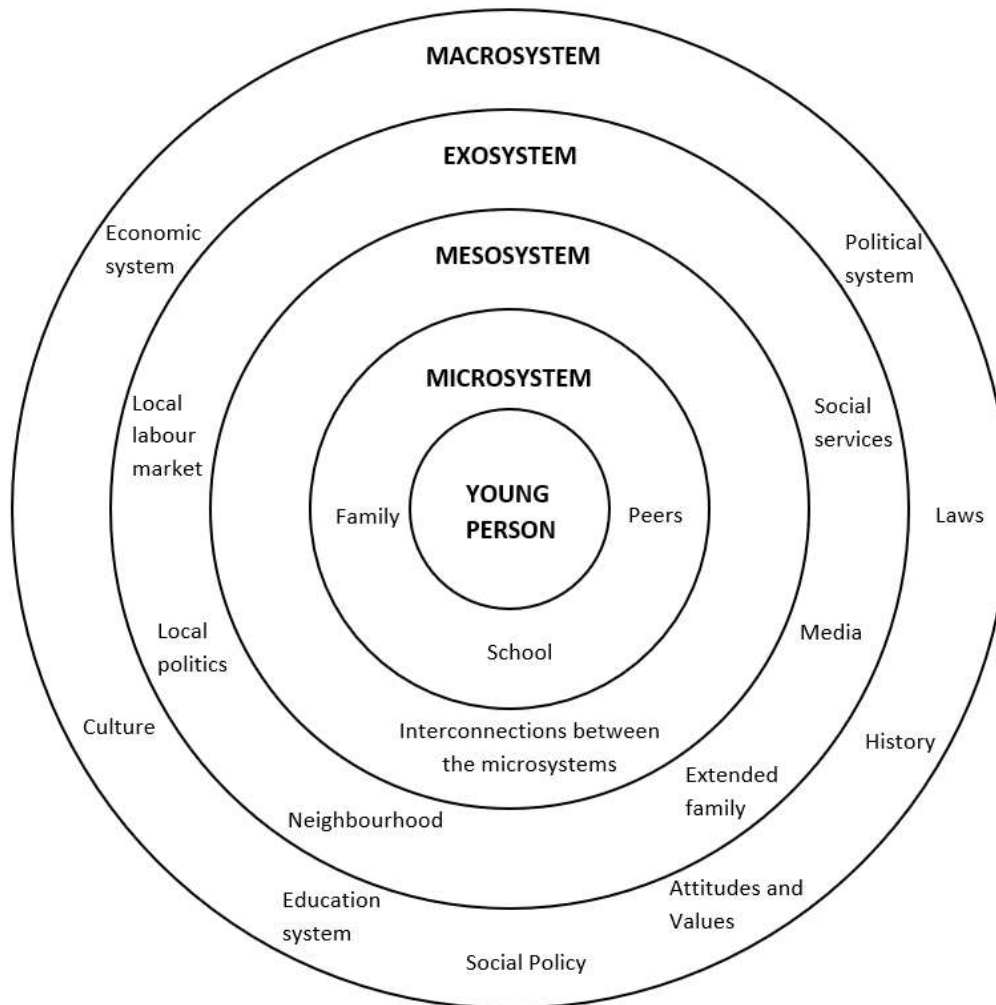 MACROSYSTEM
EXOSYSTEM
Economic
system
Political
system
MESOSYSTEM
MICROSYSTEM
Local
labour
market
Social
services
YOUNG
PERSON
Family
Peers
Laws
School
Local
politics
Media
Culture
Interconnections between
the microsystems
History
Extended
family
Neighbourhood
Education
system
Attitudes and
Values
Social Policy